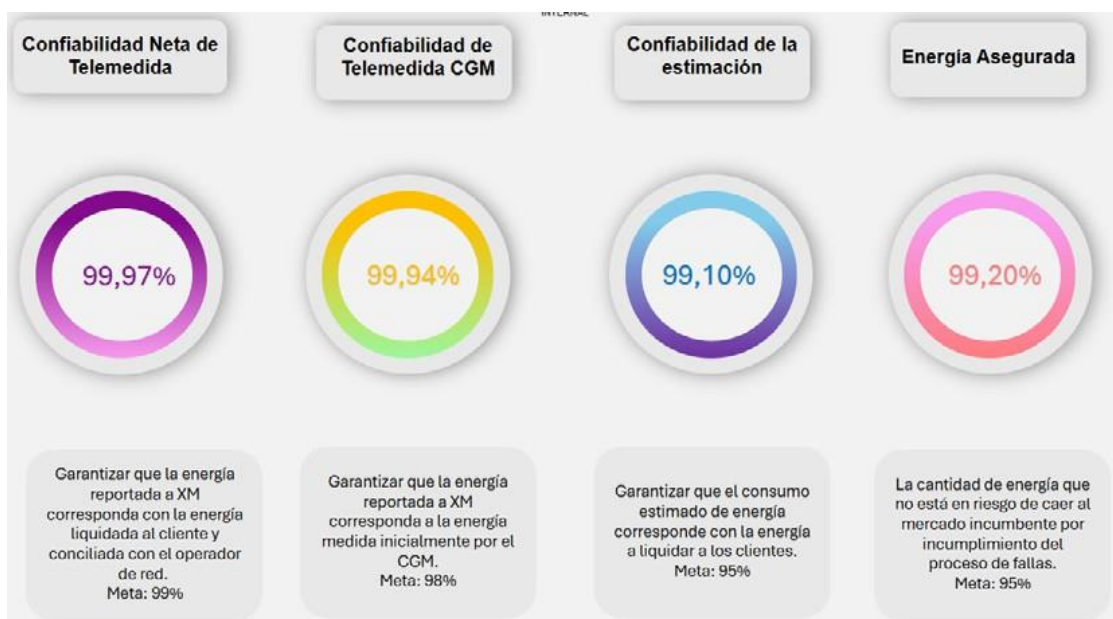 INTERNAL
Confiabilidad Neta de
Telemedida
Confiabilidad de
Telemedida CGM
Confiabilidad de la
estimación
Energía Asegurada
99,97%
99,94%
99,10%
99,20%
Garantizar que la energía
reportada a XM
corresponda con la energía
liquidada al cliente y
conciliada con el operador
de red.
Meta: 99%
Garantizar que la energía
reportada a XM
corresponda a la energía
medida inicialmente por el
CGM.
Meta: 98%
Garantizar que el consumo
estimado de energía
corresponde con la energía
a liquidar a los clientes.
Meta: 95%
La cantidad de energía que
no está en riesgo de caer al
mercado incumbente por
incumplimiento del
proceso de fallas.
Meta: 95%